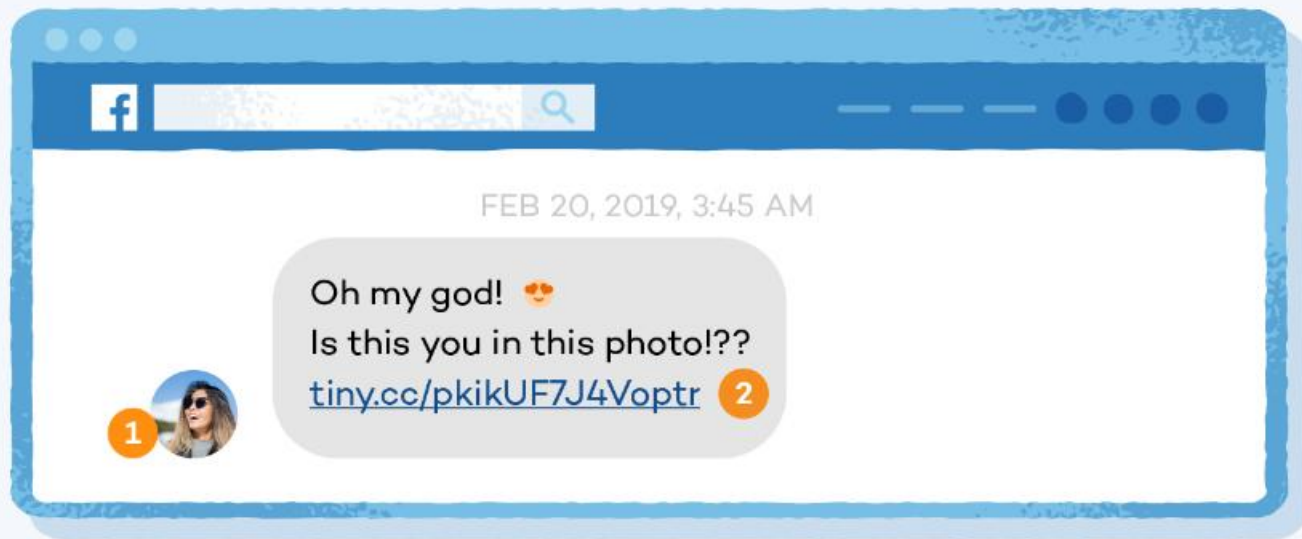 f
FEB 20, 2019, 3:45 AM
Oh my god! 😍
Is this you in this photo!??
tiny.cc/pkikUF7J4Voptr 2
1